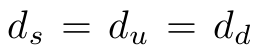 d_s = d_u = d_d